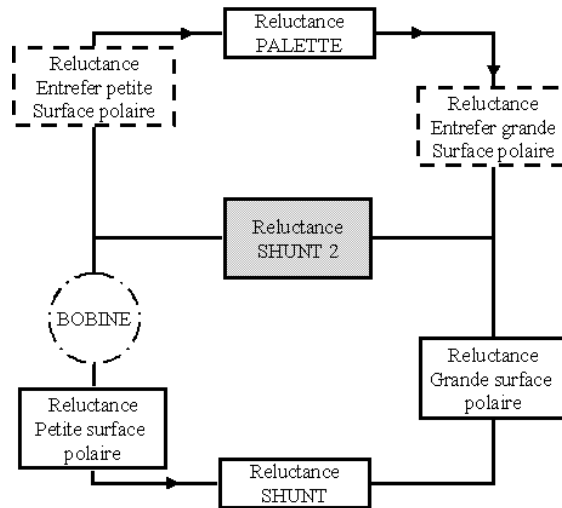 Reluctance
PALETTE
Reluctance
Entrefer petite
Surface polaire
Reluctance
Entrefer grande
Surface polaire
Reluctance
SHUNT 2
BOBINE
Reluctance
Grande surface
polaire
Reluctance
Petite surface
polaire
Reluctance
SHUNT